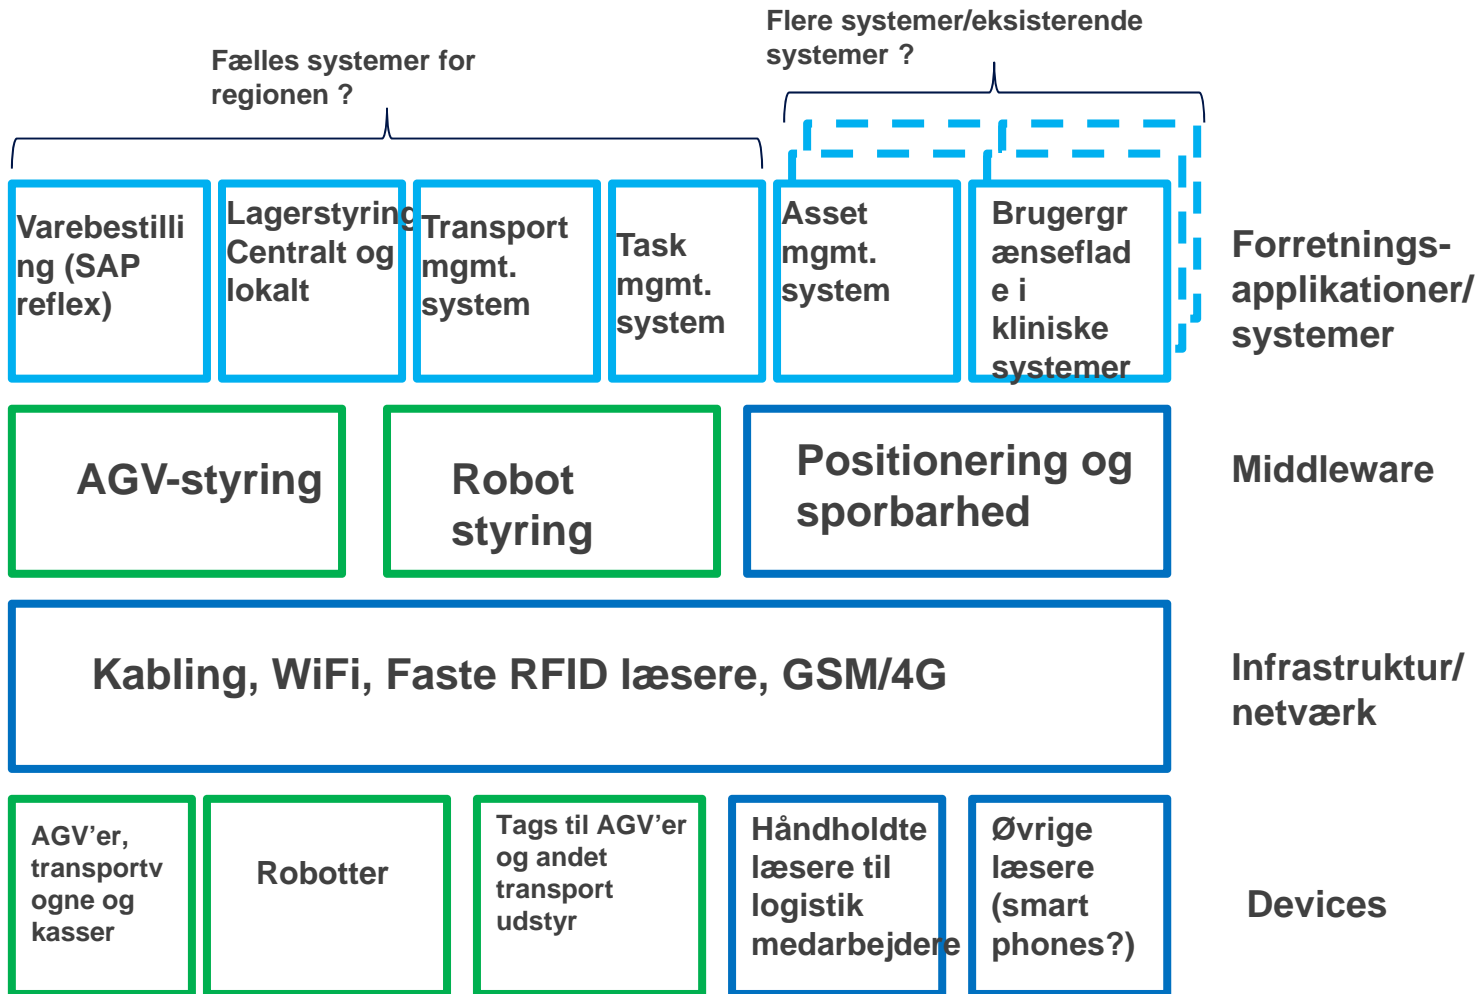 Flere systemer/eksisterende
systemer ?
Fælles systemer for
regionen ?
Varebestilli
ng (SAP
reflex)
Lagerstyring
Centralt og
lokalt
Transport
mgmt.
system
Task
mgmt.
system
Asset
mgmt.
system
Brugergr
ænseflad
e i
kliniske
systemer
Forretnings-
applikationer/
systemer
AGV-styring
Robot
styring
Positionering og
sporbarhed
Middleware
Kabling, WiFi, Faste RFID læsere, GSM/4G
Infrastruktur/
netværk
AGV’er,
transportv
ogne og
kasser
Robotter
Tags til AGV’er
og andet
transport
udstyr
Håndholdte
læsere til
logistik
medarbejdere
Øvrige
læsere
(smart
phones?)
Devices